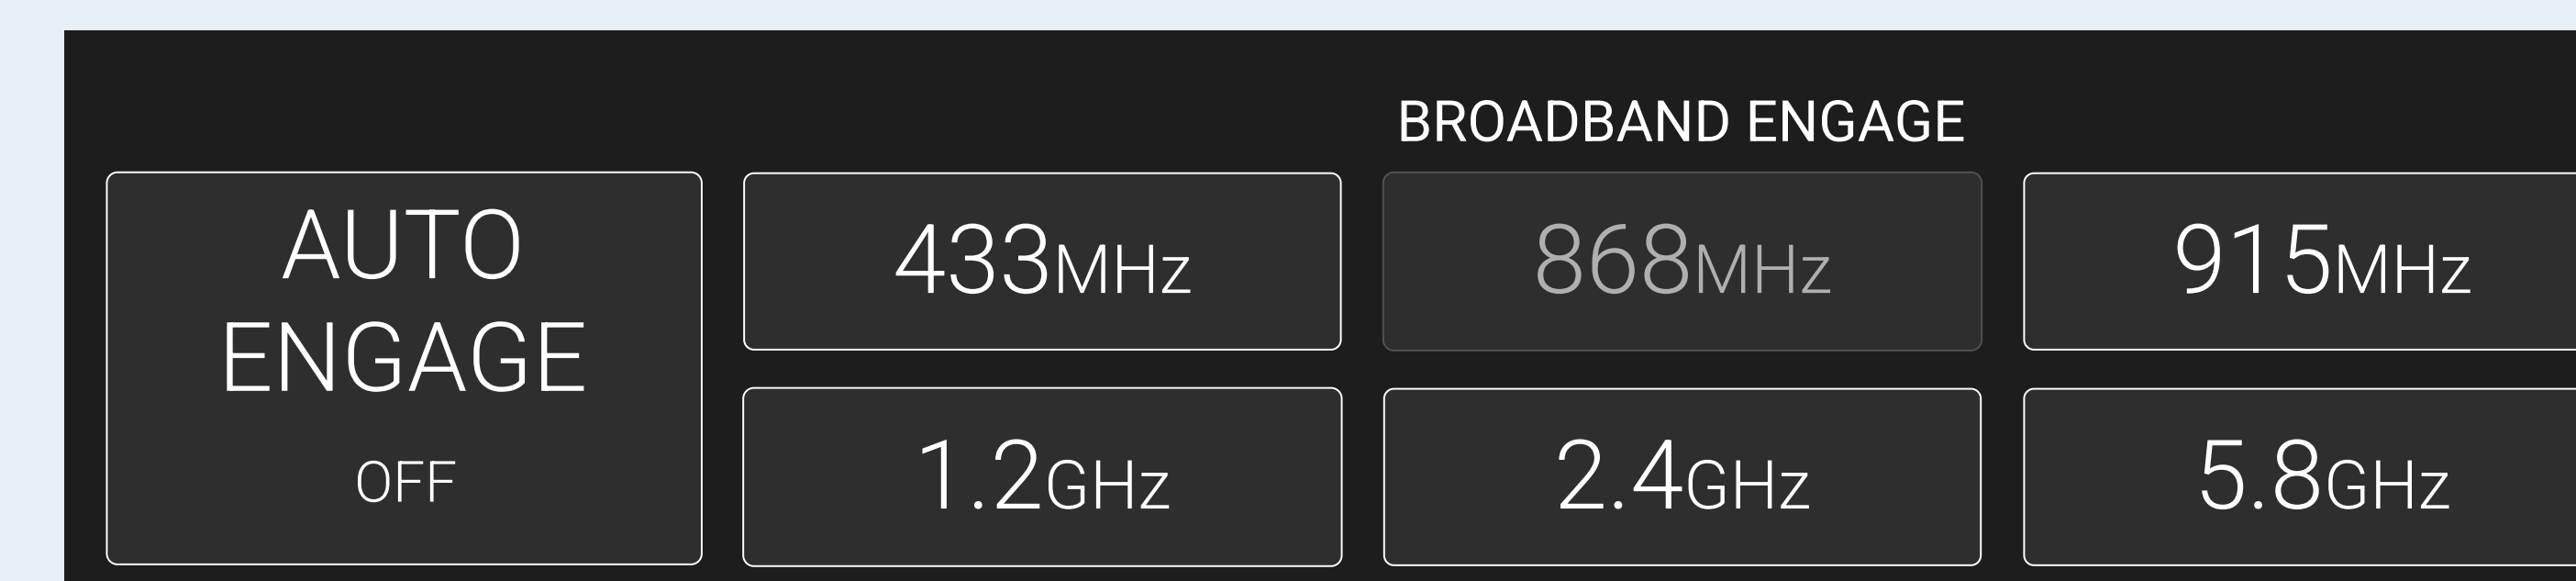 BROADBAND ENGAGE
AUTO
ENGAGE
OFF
433MHz
868MHz
915MHz
1.2GHz
2.4GHz
5.8GHz